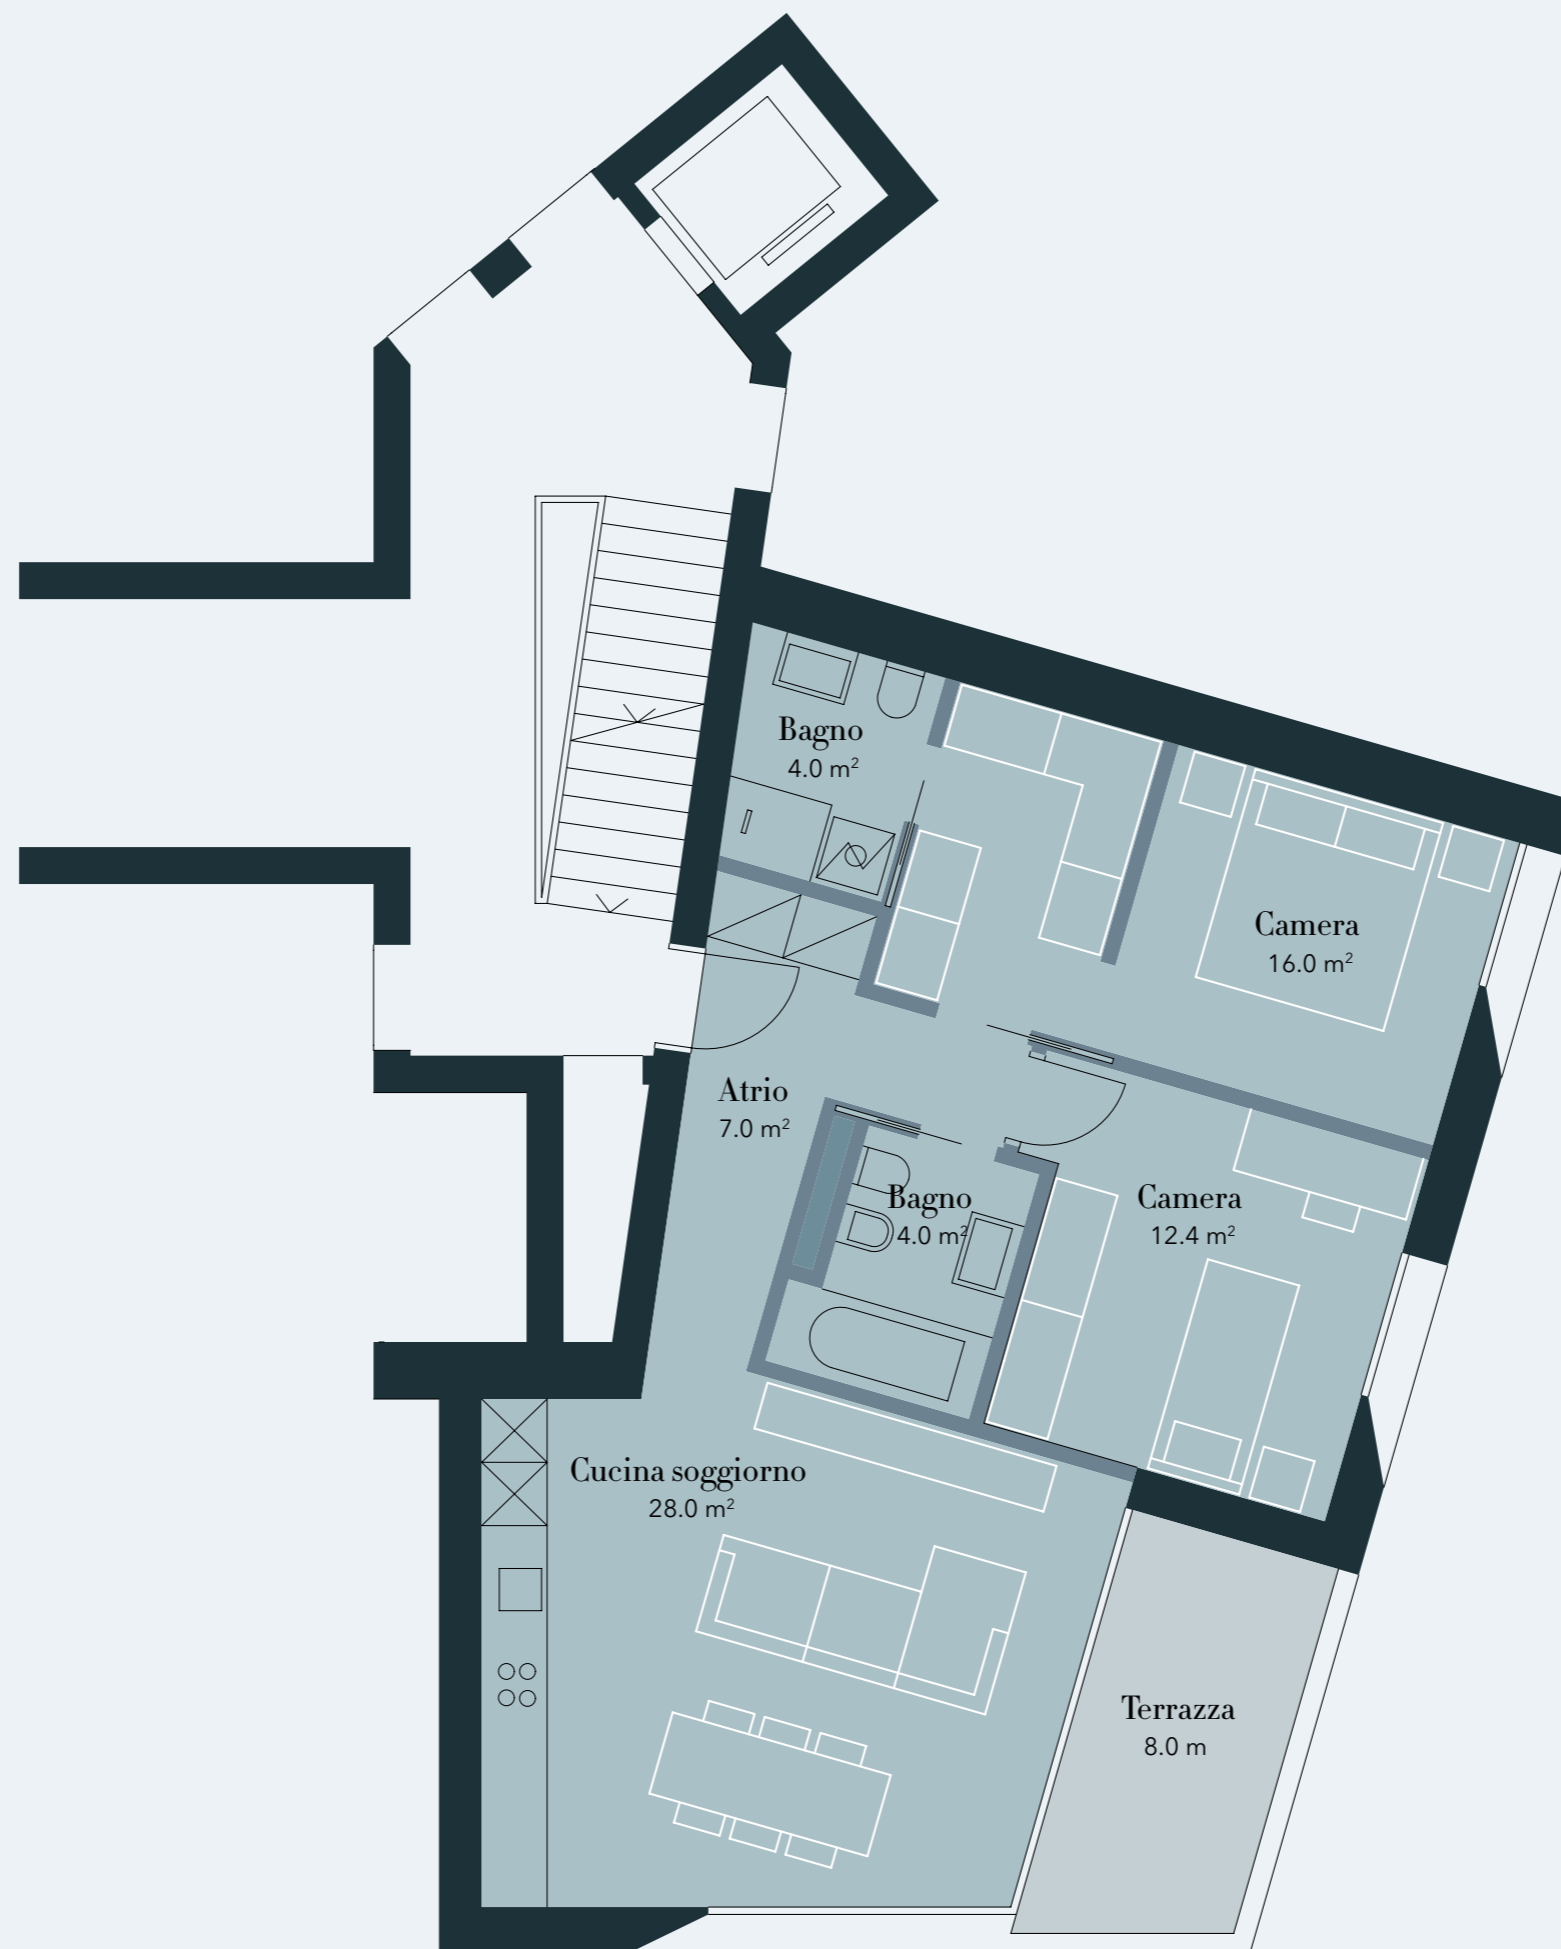 Bagno
4.0 m²
Camera
16.0 m²
Atrio
7.0 m²
Bagno
4.0 m²
Camera
12.4 m²
Cucina soggiorno
28.0 m²
Terrazza
8.0 m